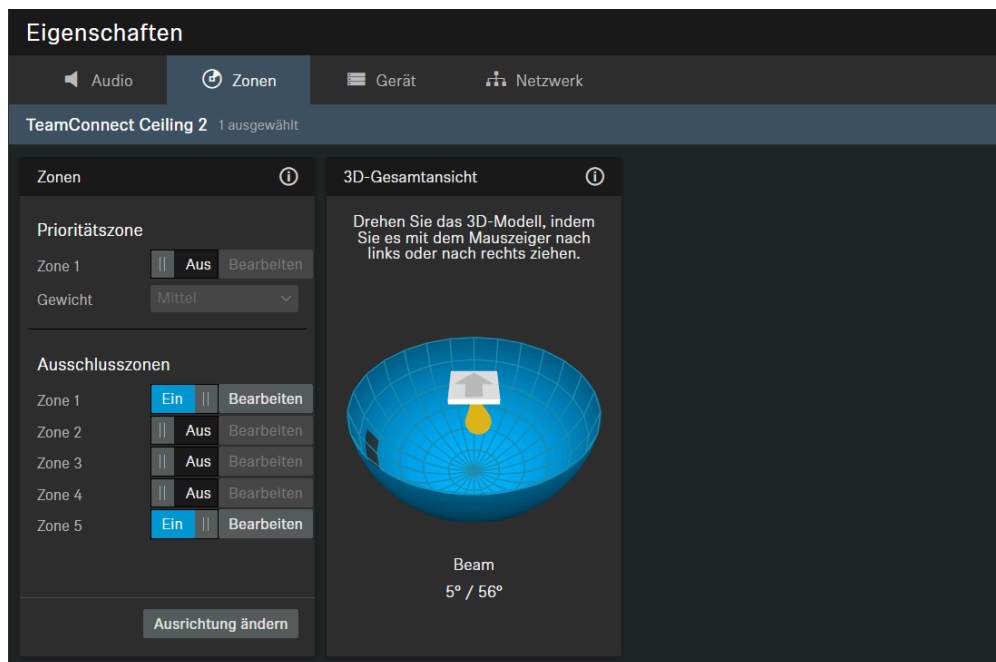 Eigenschaften
Audio Zonen Gerät Netzwerk
TeamConnect Ceiling 2 1 ausgewählt
Zonen
Prioritätszone
Zone 1 Aus Bearbeiten
Gewicht Mittel
Ausschlusszonen
Zone 1 Ein Bearbeiten
Zone 2 Aus Bearbeiten
Zone 3 Aus Bearbeiten
Zone 4 Aus Bearbeiten
Zone 5 Ein Bearbeiten
Ausrichtung ändern
3D-Gesamtansicht
Drehen Sie das 3D-Modell, indem
Sie es mit dem Mauszeiger nach
links oder nach rechts ziehen.
Beam
5° / 56°